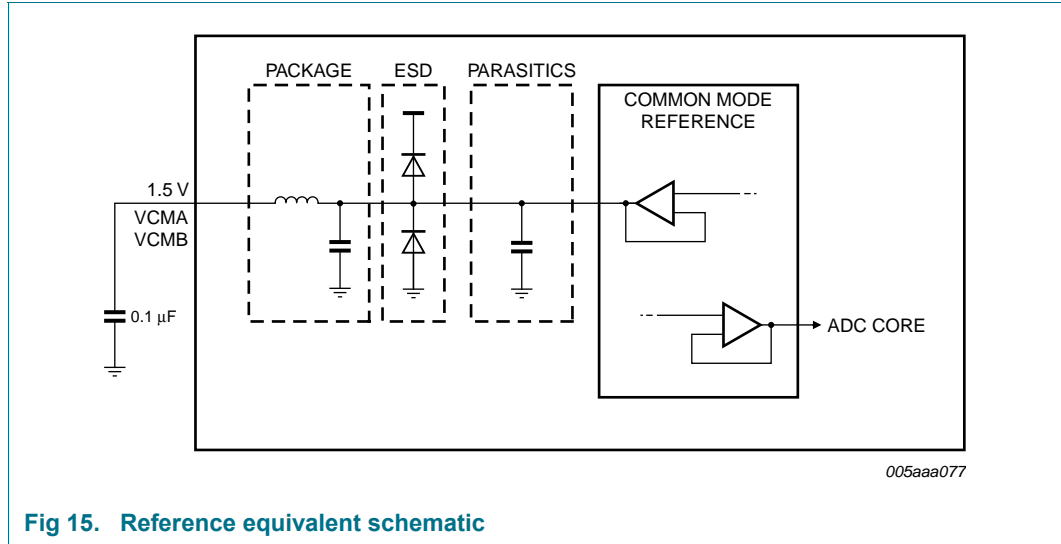 PACKAGE ESD PARASITICS
COMMON MODE
REFERENCE
1.5 V
VCMA
VCMB
0.1 μF
ADC CORE
005aaa077
Fig 15. Reference equivalent schematic